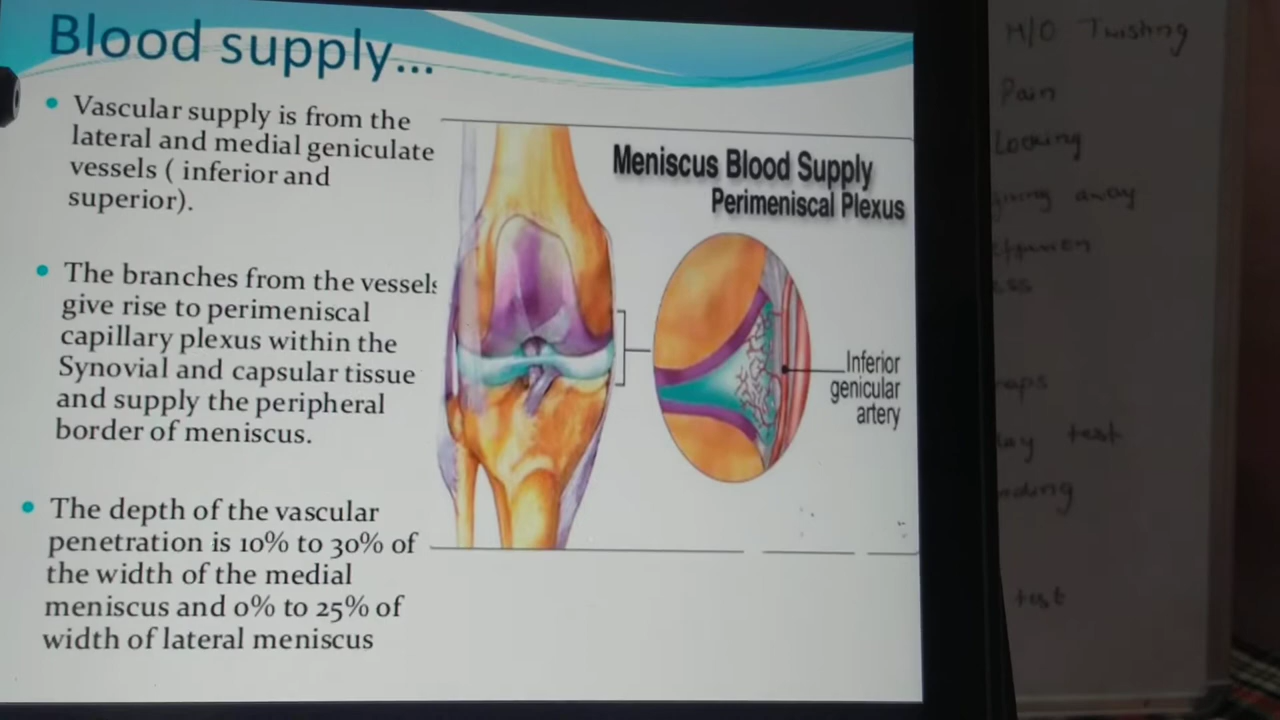 Blood supply...
• Vascular supply is from the
lateral and medial geniculate
vessels ( inferior and
superior).
• The branches from the vessels
give rise to perimeniscal
capillary plexus within the
Synovial and capsular tissue
and supply the peripheral
border of meniscus.
• The depth of the vascular
penetration is 10% to 30% of
the width of the medial
meniscus and 0% to 25% of
width of lateral meniscus
Meniscus Blood Supply
Perimeniscal Plexus
Inferior
genicular
artery
H/O Twisting
Pain
Locking
giving away
test
test